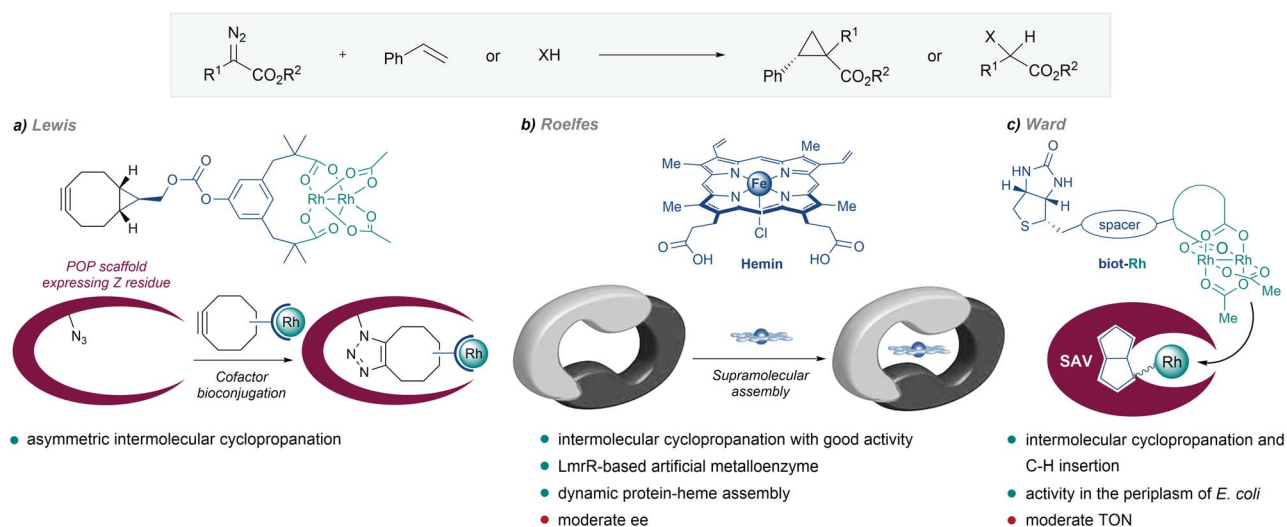 N2
R1
CO2R2
+
Ph
or
XH
R1
Ph
CO2R2
or
X
H
R1
CO2R2
a) Lewis
H
H
O
O
O
O
O
O
O
O
Rh
Rh
O
O
O
POP scaffold
expressing Z residue
N3
Rh
Cofactor
bioconjugation
N
N
N
Rh
• asymmetric intermolecular cyclopropanation
b) Roelfes
Me
Me
N
N
Fe
N
N
Me
Me
Cl
O
OH
Hemin
O
OH
Supramolecular
assembly
• intermolecular cyclopropanation with good activity
• LmrR-based artificial metalloenzyme
• dynamic protein-heme assembly
• moderate ee
c) Ward
O
HN
NH
H
H
S
spacer
biot-Rh
O
O
O
Rh
Rh
O
O
O
O
O
Me
Me
SAV
Rh
• intermolecular cyclopropanation and
C-H insertion
• activity in the periplasm of E. coli
• moderate TON